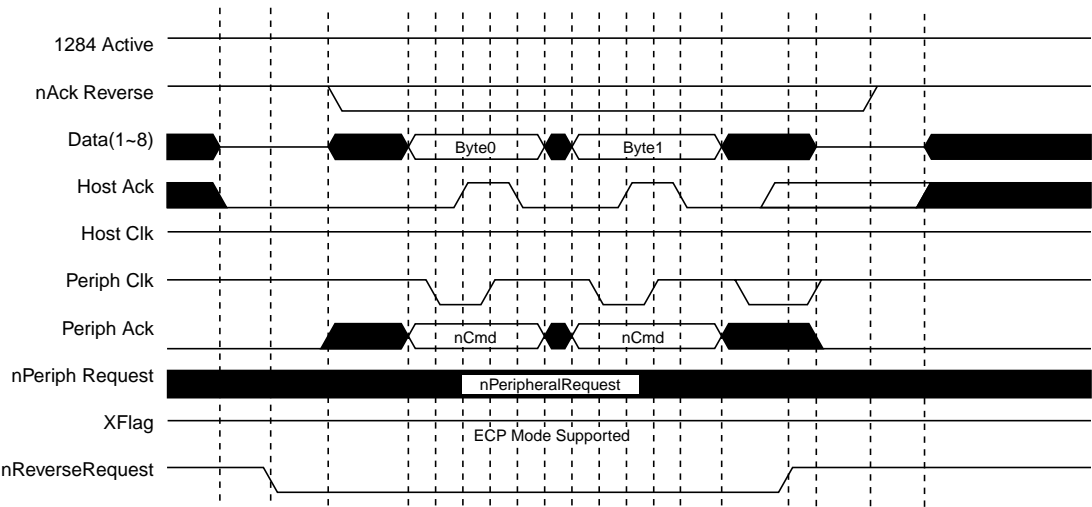 1284 Active
nAck Reverse
Data(1~8)
Byte0 Byte1
Host Ack
Host Clk
Periph Clk
Periph Ack
nCmd nCmd
nPeriph Request
nPeripheralRequest
XFlag
ECP Mode Supported
nReverseRequest